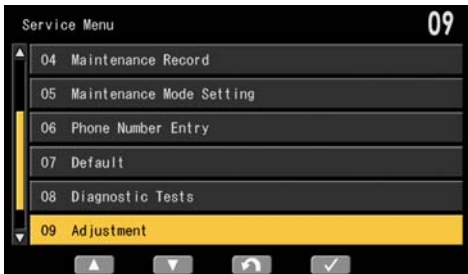 Service Menu 09
04 Maintenance Record
05 Maintenance Mode Setting
06 Phone Number Entry
07 Default
08 Diagnostic Tests
09 Adjustment